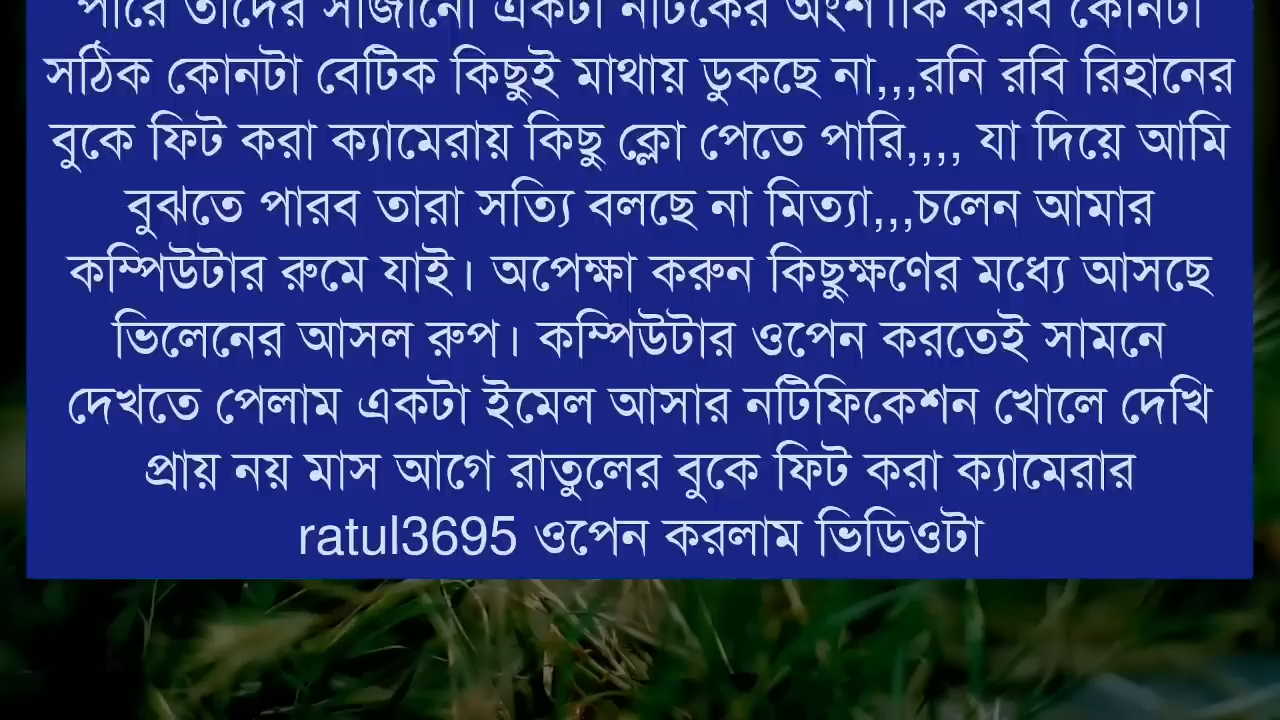 পারে তাদের সাজানো একটা নাটকের অংশ।কি করব কোনটা
সঠিক কোনটা বেটিক কিছুই মাথায় ডুকছে না,,,রনি রবি রিহানের
বুকে ফিট করা ক্যামেরায় কিছু ক্লো পেতে পারি,,,, যা দিয়ে আমি
বুঝতে পারব তারা সত্যি বলছে না মিত্যা,,,চলেন আমার
কম্পিউটার রুমে যাই। অপেক্ষা করুন কিছুক্ষণের মধ্যে আসছে
ভিলেনের আসল রুপ। কম্পিউটার ওপেন করতেই সামনে
দেখতে পেলাম একটা ইমেল আসার নটিফিকেশন খোলে দেখি
প্রায় নয় মাস আগে রাতুলের বুকে ফিট করা ক্যামেরার
ratul3695 ওপেন করলাম ভিডিওটা